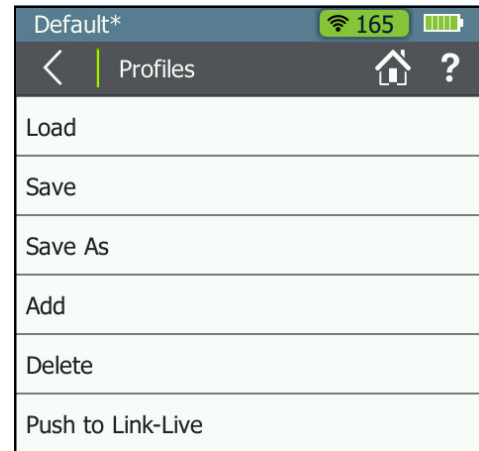 Default* 165
Profiles ?
Load
Save
Save As
Add
Delete
Push to Link-Live